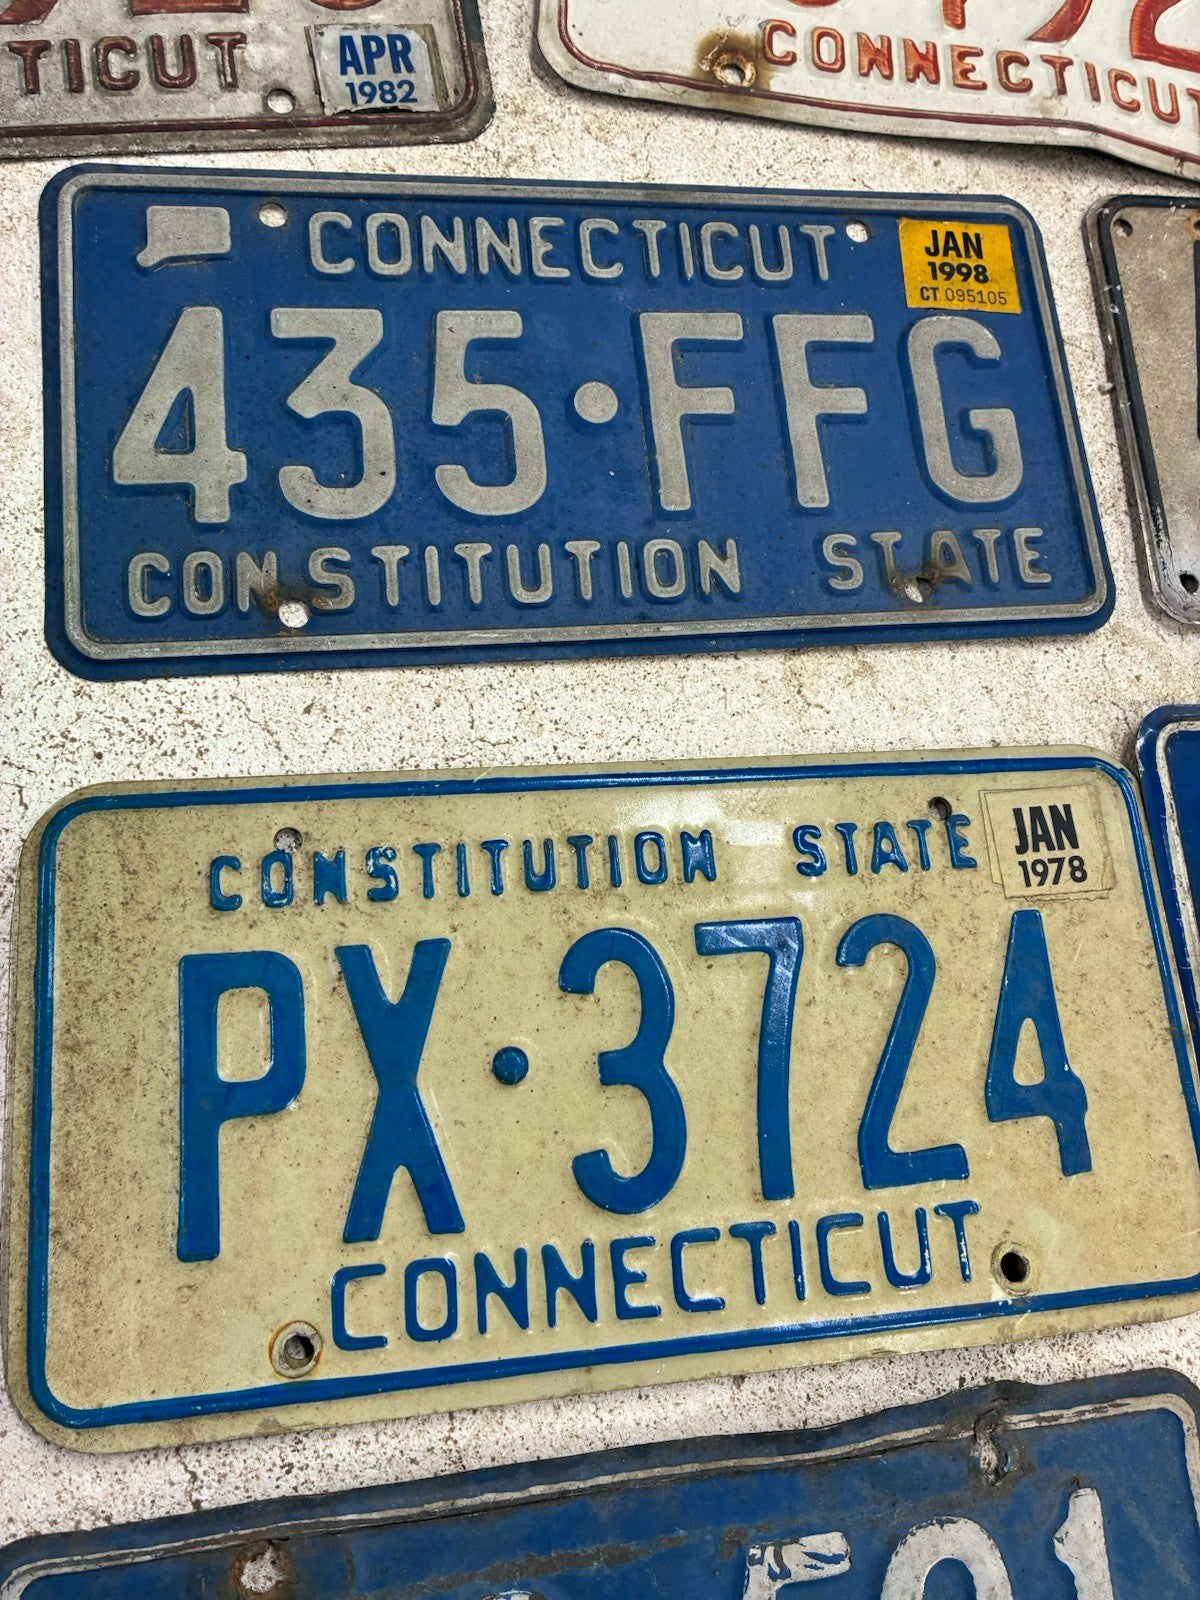 TICUT
APR
1982
CONNECTICUT
CONNECTICUT
JAN
1998
CT 095105
435·FFG
CONSTITUTION STATE
CONSTITUTION STATE
JAN
1978
PX·3724
CONNECTICUT
501